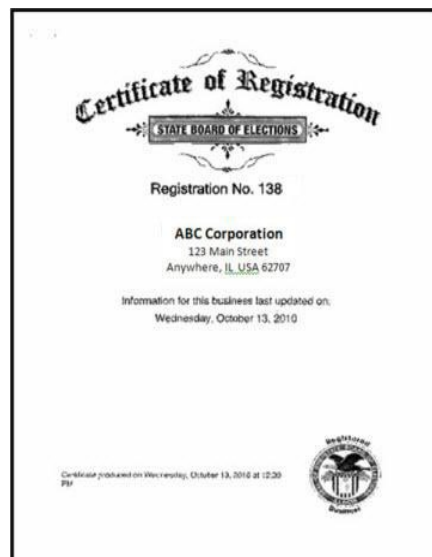 Certificate of Registration
STATE BOARD OF ELECTIONS
Registration No. 138
ABC Corporation
123 Main Street
Anywhere, IL USA 62707
Information for this business last updated on:
Wednesday, October 13, 2010
Certificate produced on Wednesday, October 13, 2010 at 12:20
PM
Registered
Business